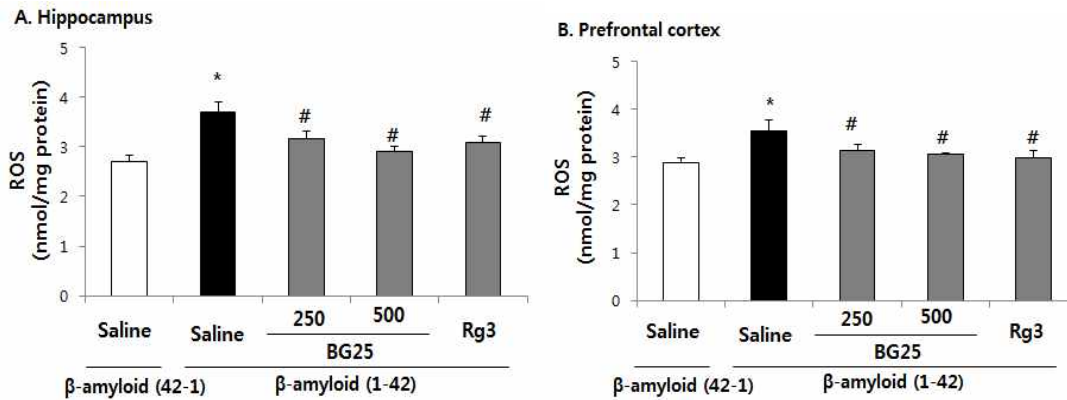 A. Hippocampus
ROS
(nmol/mg protein)
5
4
3
2
1
0
*
#
#
#
Saline
Saline
250
500
Rg3
BG25
β-amyloid (42-1)
β-amyloid (1-42)
B. Prefrontal cortex
ROS
(nmol/mg protein)
5
4
3
2
1
0
*
#
#
#
Saline
Saline
250
500
Rg3
BG25
β-amyloid (42-1)
β-amyloid (1-42)